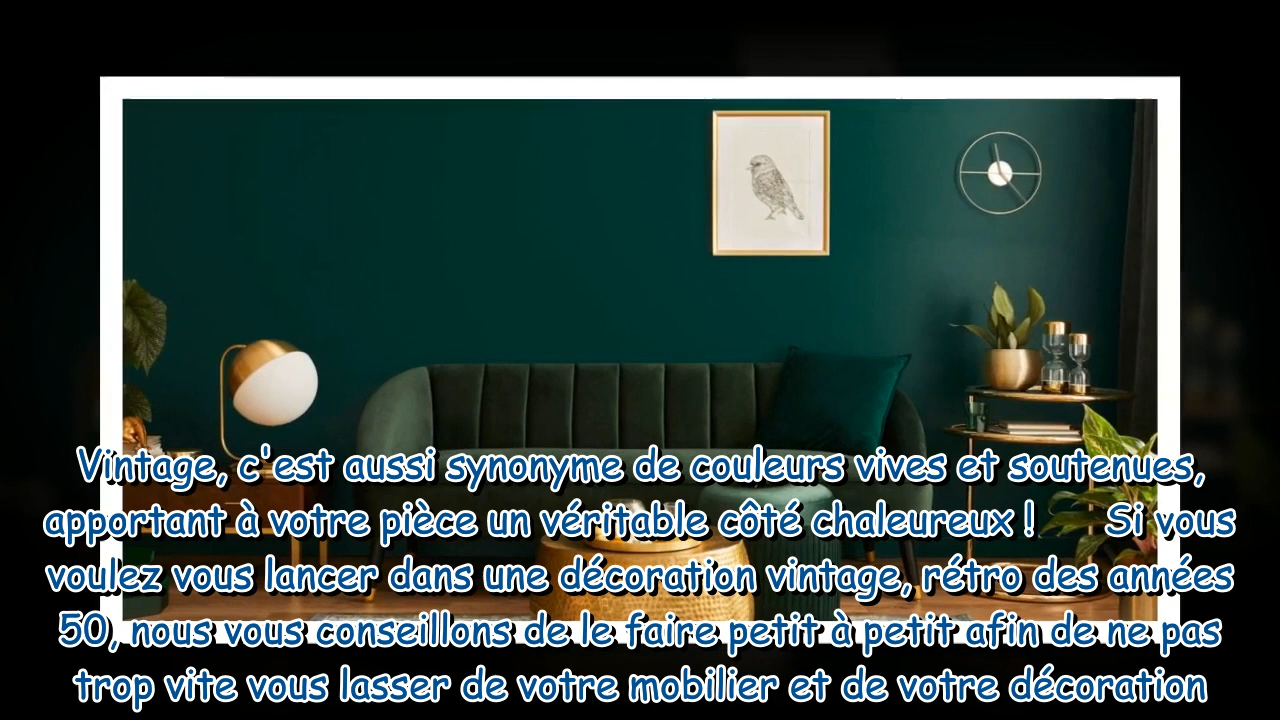 Vintage, c'est aussi synonyme de couleurs vives et soutenues,
apportant à votre pièce un véritable côté chaleureux ! Si vous
voulez vous lancer dans une décoration vintage, rétro des années
50, nous vous conseillons de le faire petit à petit afin de ne pas
trop vite vous lasser de votre mobilier et de votre décoration